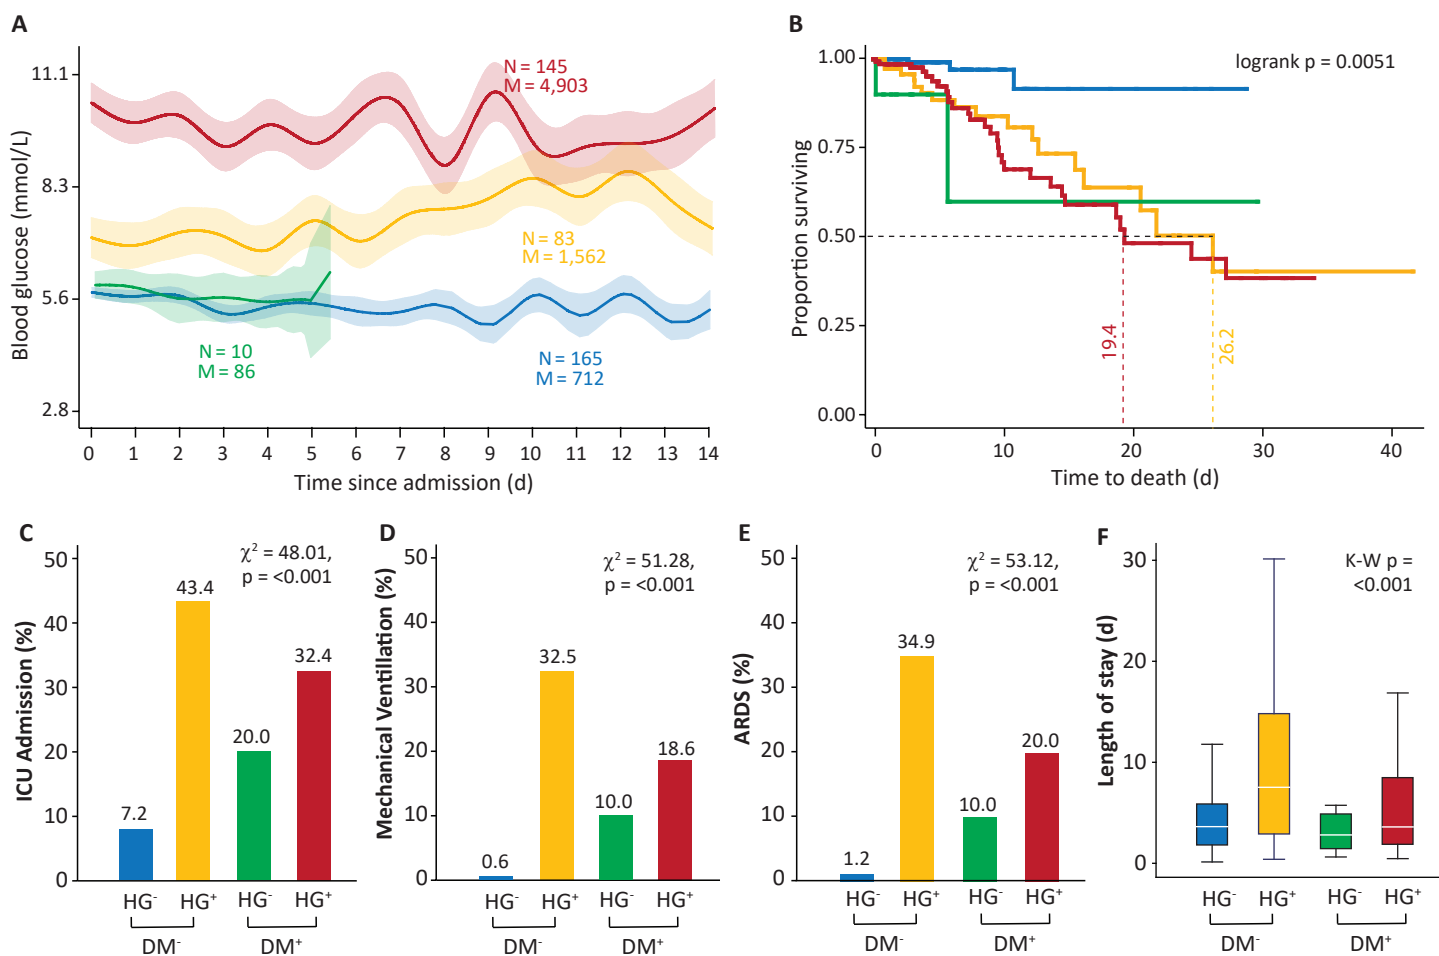 A
Blood glucose (mmol/L)
11.1
8.3
5.6
2.8
N = 145
M = 4,903
N = 83
M = 1,562
N = 10
M = 86
N = 165
M = 712
0 1 2 3 4 5 6 7 8 9 10 11 12 13 14
Time since admission (d)
B
Proportion surviving
1.00
0.75
0.50
0.25
0.00
logrank p = 0.0051
19.4
26.2
0 10 20 30 40
Time to death (d)
C
ICU Admission (%)
50
40
30
20
10
0
χ² = 48.01,
p = <0.001
7.2
43.4
20.0
32.4
HG⁻ HG⁺ HG⁻ HG⁺
DM⁻ DM⁺
D
Mechanical Ventillation (%)
50
40
30
20
10
0
χ² = 51.28,
p = <0.001
0.6
32.5
10.0
18.6
HG⁻ HG⁺ HG⁻ HG⁺
DM⁻ DM⁺
E
ARDS (%)
50
40
30
20
10
0
χ² = 53.12,
p = <0.001
1.2
34.9
10.0
20.0
HG⁻ HG⁺ HG⁻ HG⁺
DM⁻ DM⁺
F
Length of stay (d)
30
20
10
0
K-W p =
<0.001
HG⁻ HG⁺ HG⁻ HG⁺
DM⁻ DM⁺